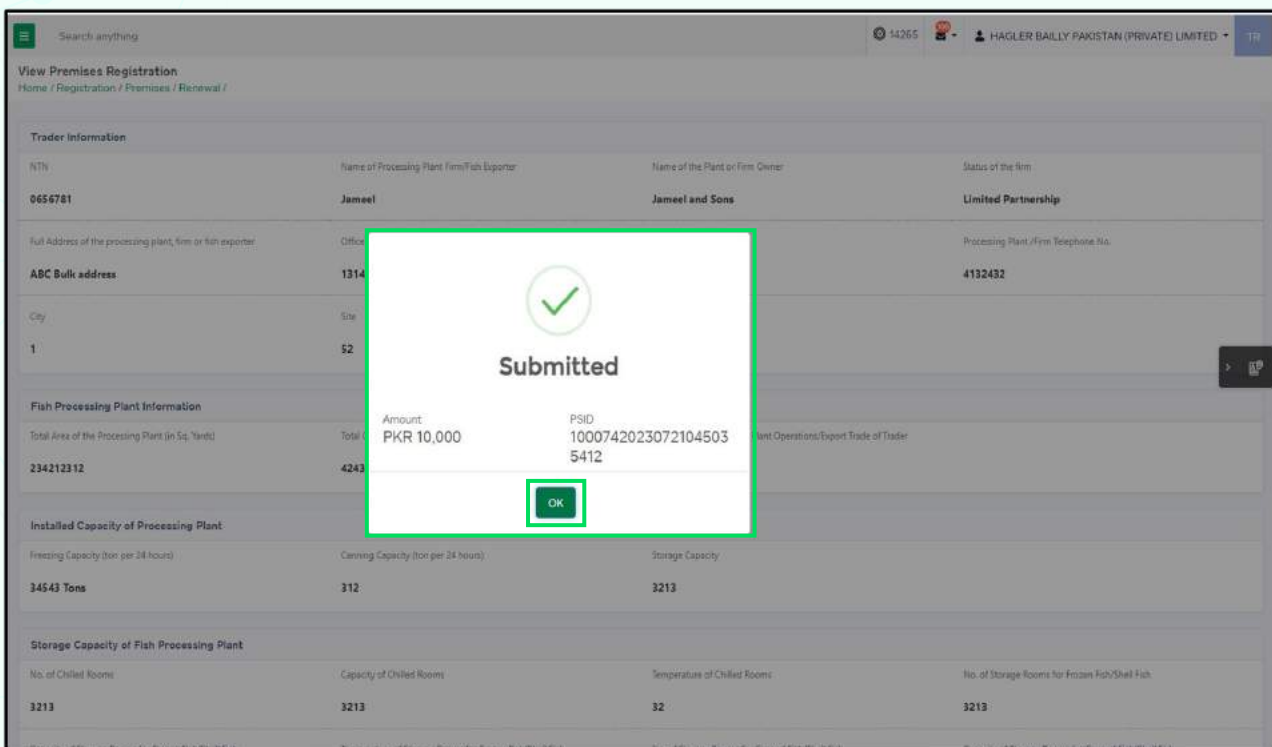 Search anything
14265
HAGLER BAILLY PAKISTAN (PRIVATE) LIMITED
TR
View Premises Registration
Home / Registration / Premises / Renewal /
Trader Information
NTN
Name of Processing Plant Firm/Fish Exporter
Name of the Plant or Firm Owner
Status of the firm
0656781
Jameel
Jameel and Sons
Limited Partnership
Full Address of the processing plant, firm or fish exporter
Office
Processing Plant /Firm Telephone No.
ABC Bulk address
1314
4132432
City
Site
1
52
Submitted
Amount
PSID
PKR 10,000
1000742023072104503
5412
OK
Fish Processing Plant Information
Total Area of the Processing Plant (in Sq. Yards)
Total
Plant Operations/Export Trade of Trader
234212312
4243
Installed Capacity of Processing Plant
Freezing Capacity (ton per 24 hours)
Canning Capacity (ton per 24 hours)
Storage Capacity
34543 Tons
312
3213
Storage Capacity of Fish Processing Plant
No. of Chilled Rooms
Capacity of Chilled Rooms
Temperature of Chilled Rooms
No. of Storage Rooms for Frozen Fish/Shell Fish
3213
3213
32
3213